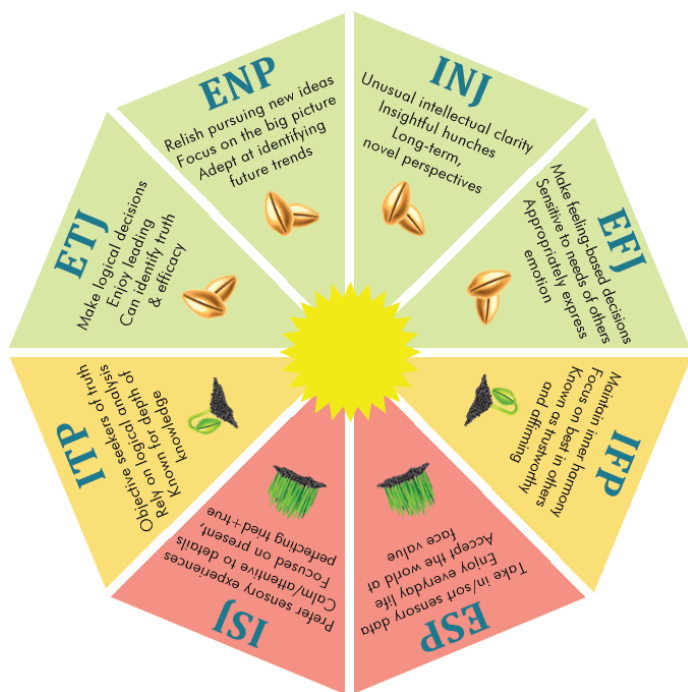 ENP
Relish pursuing new ideas
Focus on the big picture
Adept at identifying
future trends
INJ
Unusual intellectual clarity
Insightful hunches
Long-term,
novel perspectives
EFJ
Make feeling-based decisions
Sensitive to needs of others
Appropriately express
emotion
IFP
Maintain inner harmony
Focus on best in others
Known as trustworthy
and affirming
ESP
Take in/sort sensory data
Enjoy everyday life
Accept the world at
face value
ISJ
Prefer sensory experiences
Calm/attentive to details
Focused on present,
perfecting tried+true
ITP
Objective seekers of truth
Rely on logical analysis
Known for depth of
knowledge
ETJ
Make logical decisions
Enjoy leading
Can identify truth
& efficacy